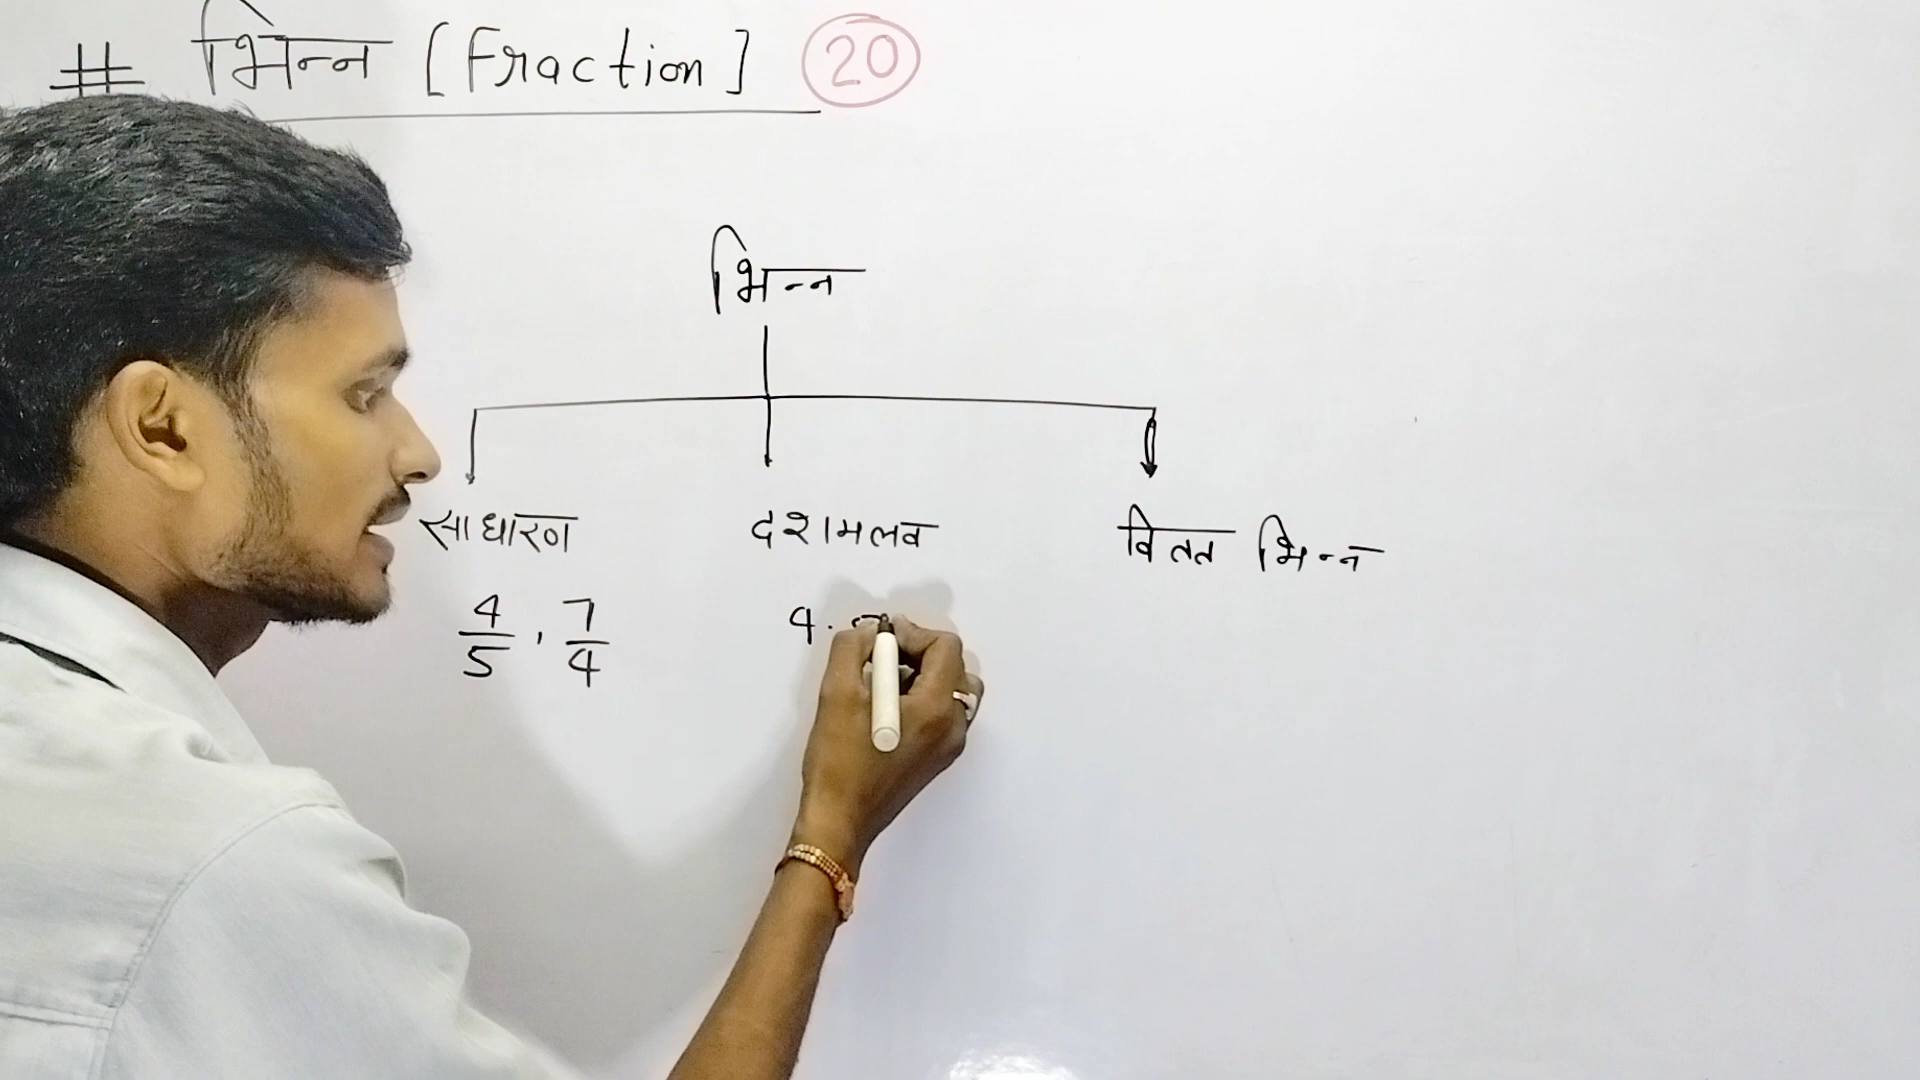 # भिन्न [Fraction] 20
भिन्न
साधारण दशमलव वितत भिन्न
4/5 , 7/4 4.